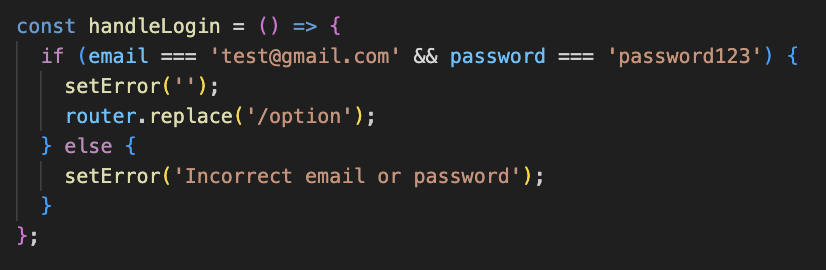 const handleLogin = () => {
  if (email === 'test@gmail.com' && password === 'password123') {
    setError('');
    router.replace('/option');
  } else {
    setError('Incorrect email or password');
  }
};